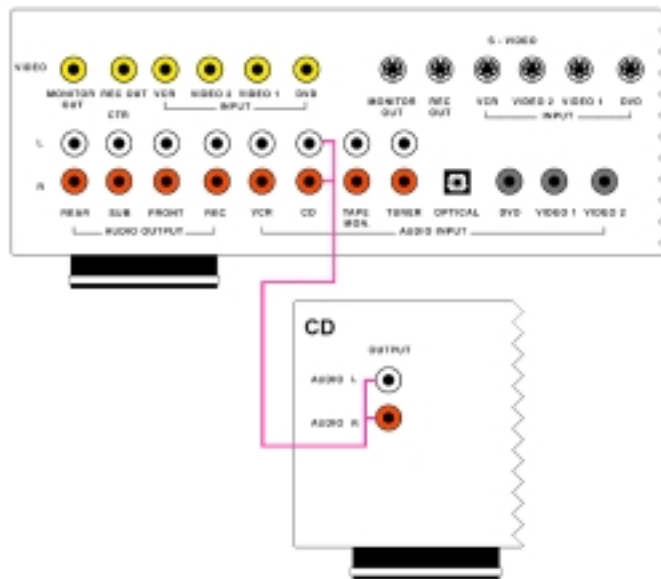 S - VIDEO
VIDEO
MONITOR OUT REC OUT VCR VIDEO 2 VIDEO 1 DVD
INPUT
MONITOR OUT REC OUT VCR VIDEO 2 VIDEO 1 DVD
INPUT
CTR
L
R
REAR SUB FRONT REC VCR CD TAPE MON. TUNER OPTICAL DVD VIDEO 1 VIDEO 2
AUDIO OUTPUT AUDIO INPUT
CD
OUTPUT
AUDIO L
AUDIO R